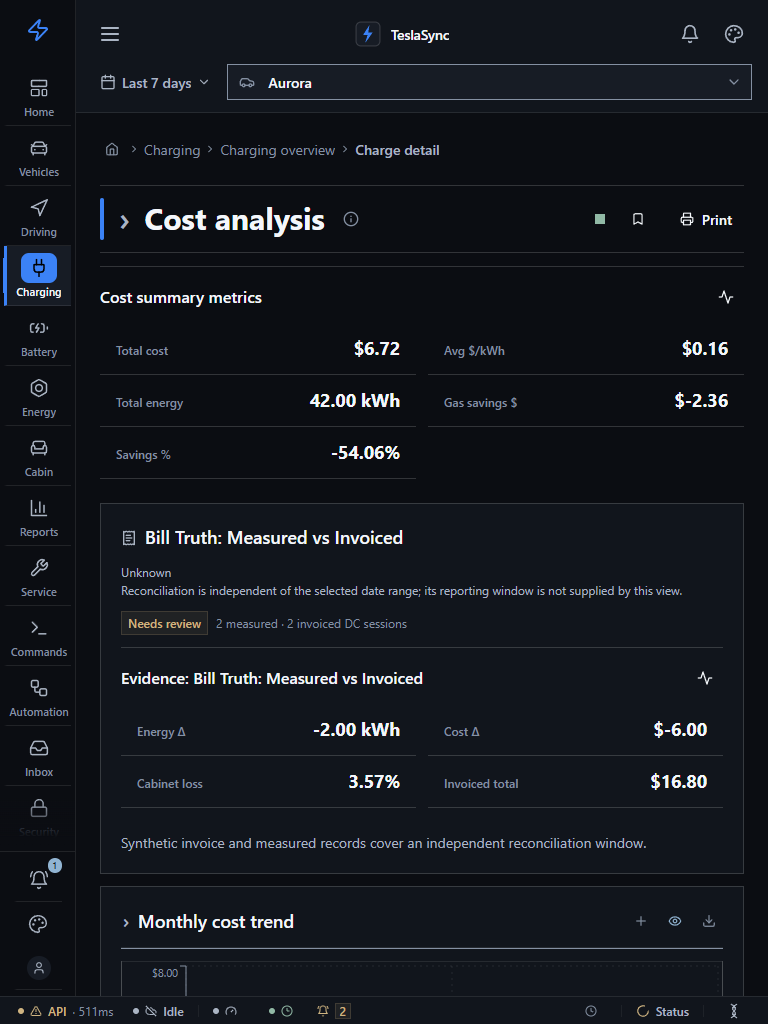 TeslaSync
Last 7 days
Aurora
Home
Vehicles
Driving
Charging
Battery
Energy
Cabin
Reports
Service
Commands
Automation
Inbox
Security
1
Charging
Charging overview
Charge detail
Cost analysis
Print
Cost summary metrics
Total cost $6.72
Avg $/kWh $0.16
Total energy 42.00 kWh
Gas savings $ $-2.36
Savings % -54.06%
Bill Truth: Measured vs Invoiced
Unknown
Reconciliation is independent of the selected date range; its reporting window is not supplied by this view.
Needs review 2 measured · 2 invoiced DC sessions
Evidence: Bill Truth: Measured vs Invoiced
Energy Δ -2.00 kWh
Cost Δ $-6.00
Cabinet loss 3.57%
Invoiced total $16.80
Synthetic invoice and measured records cover an independent reconciliation window.
Monthly cost trend
$8.00
API · 511ms
Idle
2
Status